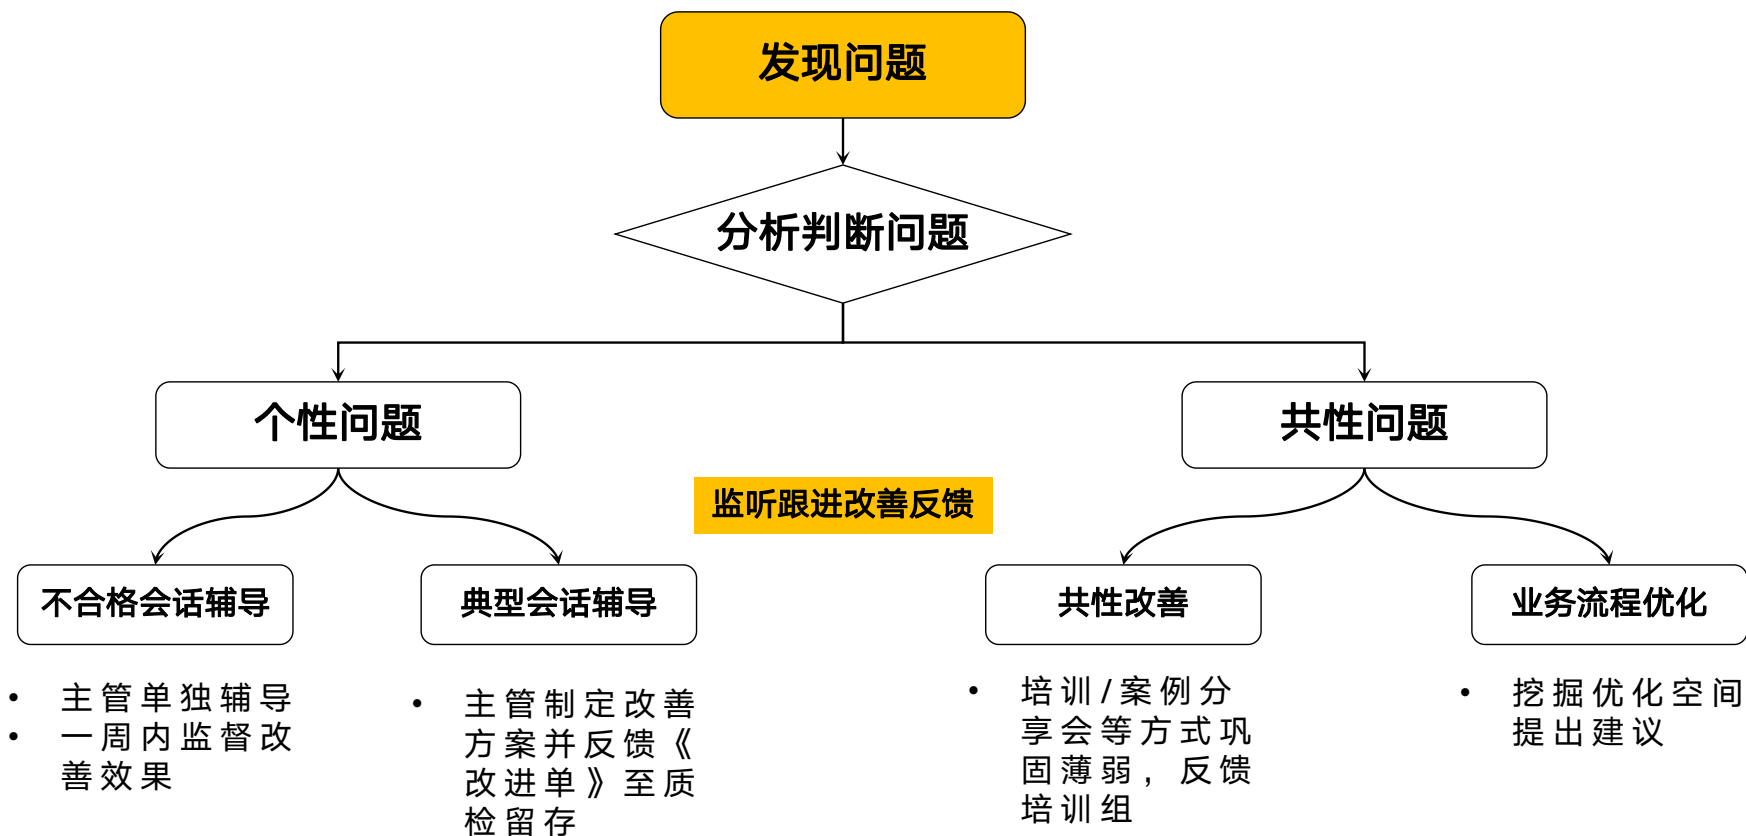 发现问题
分析判断问题
个性问题
共性问题
监听跟进改善反馈
不合格会话辅导
典型会话辅导
共性改善
业务流程优化
• 主管单独辅导
• 一周内监督改
善效果
• 主管制定改善
方案并反馈《
改进单》至质
检留存
• 培训/案例分
享会等方式巩
固薄弱，反馈
培训组
• 挖掘优化空间
提出建议